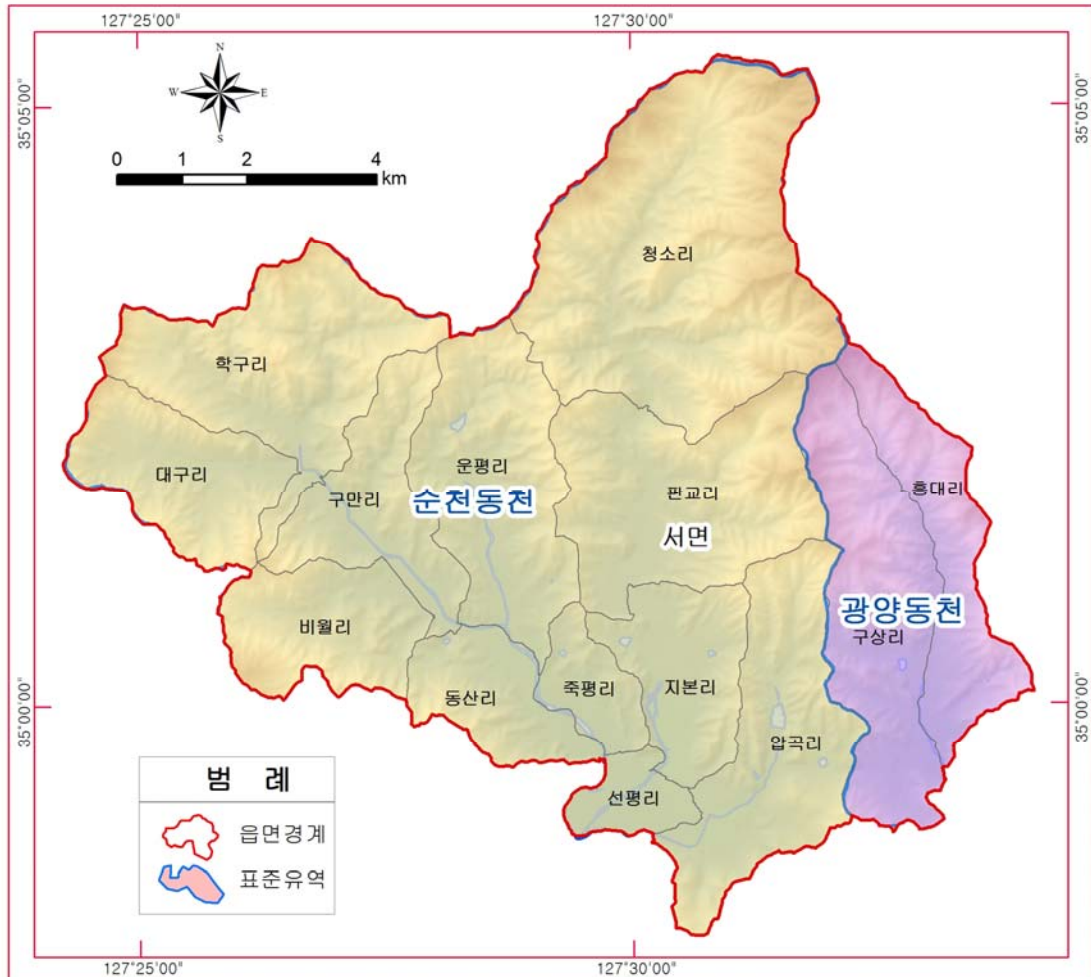 127°25'00"
127°30'00"
35°05'00"
35°05'00"
N
W
E
S
0
1
2
4
km
청소리
학구리
대구리
운평리
구만리
순천동천
판교리
서면
흥대리
광양동천
구상리
비월리
동산리
죽평리
지본리
압곡리
선평리
35°00'00"
35°00'00"
범 례
읍면경계
표준유역
127°25'00"
127°30'00"